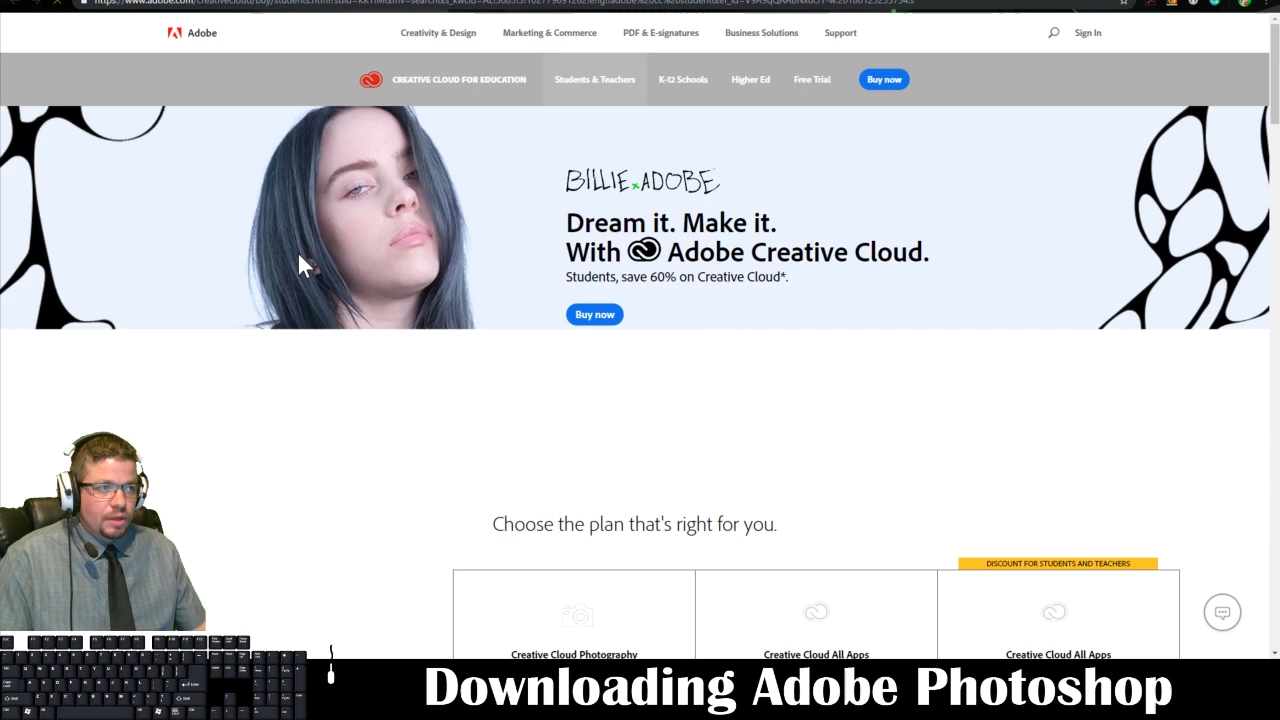 Adobe
Creativity & Design
Marketing & Commerce
PDF & E-signatures
Business Solutions
Support
Sign In
CREATIVE CLOUD FOR EDUCATION
Students & Teachers
K-12 Schools
Higher Ed
Free Trial
Buy now
BILLIE x ADOBE
Dream it. Make it.
With Adobe Creative Cloud.
Students, save 60% on Creative Cloud*.
Buy now
Choose the plan that's right for you.
DISCOUNT FOR STUDENTS AND TEACHERS
Creative Cloud Photography
Creative Cloud All Apps
Creative Cloud All Apps
Downloading Adobe Photoshop